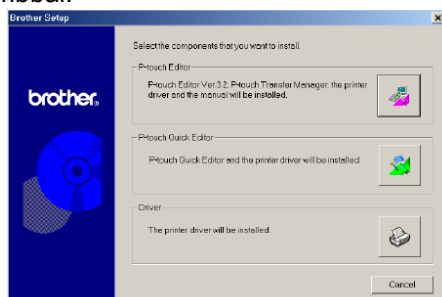 Brother Setup
Select the components that you want to install.
P-touch Editor
P-touch Editor Ver.3.2, P-touch Transfer Manager, the printer
driver and the manual will be installed.
brother.
P-touch Quick Editor
P-touch Quick Editor and the printer driver will be installed.
Driver
The printer driver will be installed.
Cancel